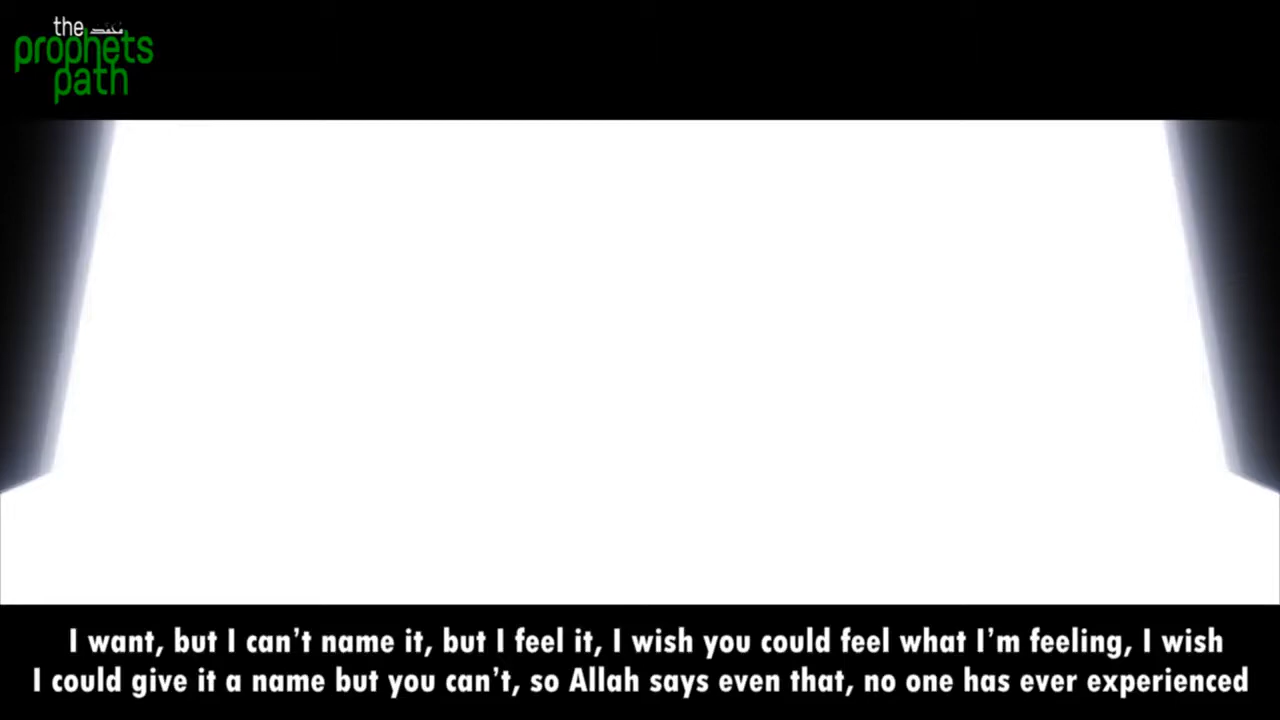 the محمد
prophets
path
I want, but I can't name it, but I feel it, I wish you could feel what I'm feeling, I wish
I could give it a name but you can't, so Allah says even that, no one has ever experienced